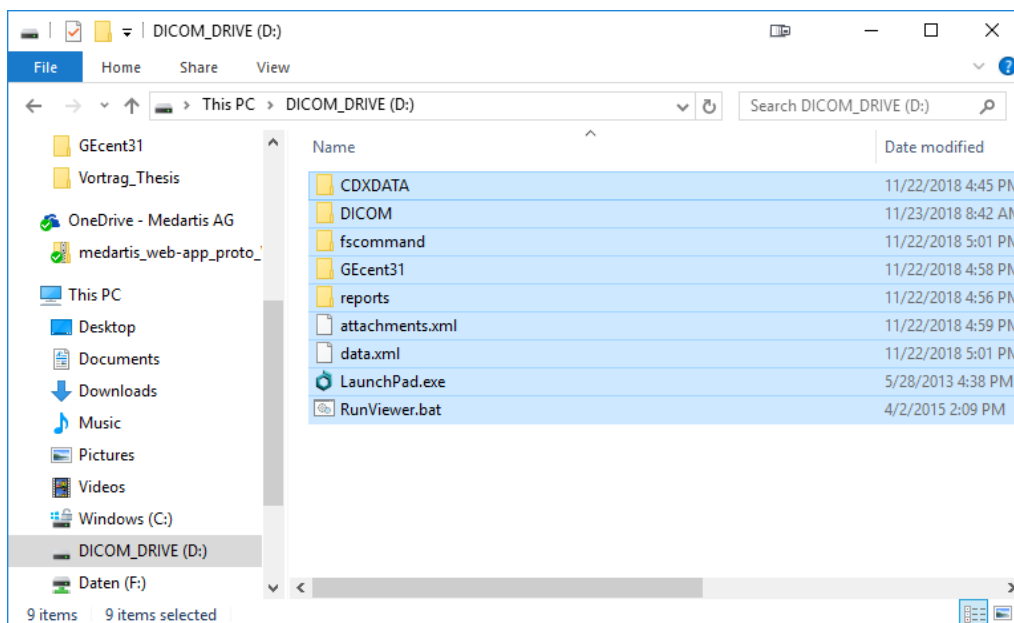 DICOM_DRIVE (D:)
File Home Share View
This PC > DICOM_DRIVE (D:) Search DICOM_DRIVE (D:)
GEcent31
Vortrag_Thesis
OneDrive - Medartis AG
medartis_web-app_proto_
This PC
Desktop
Documents
Downloads
Music
Pictures
Videos
Windows (C:)
DICOM_DRIVE (D:)
Daten (F:)
Name Date modified
CDXDATA 11/22/2018 4:45 PM
DICOM 11/23/2018 8:42 AM
fscommand 11/22/2018 5:01 PM
GEcent31 11/22/2018 4:58 PM
reports 11/22/2018 4:56 PM
attachments.xml 11/22/2018 4:59 PM
data.xml 11/22/2018 5:01 PM
LaunchPad.exe 5/28/2013 4:38 PM
RunViewer.bat 4/2/2015 2:09 PM
9 items 9 items selected